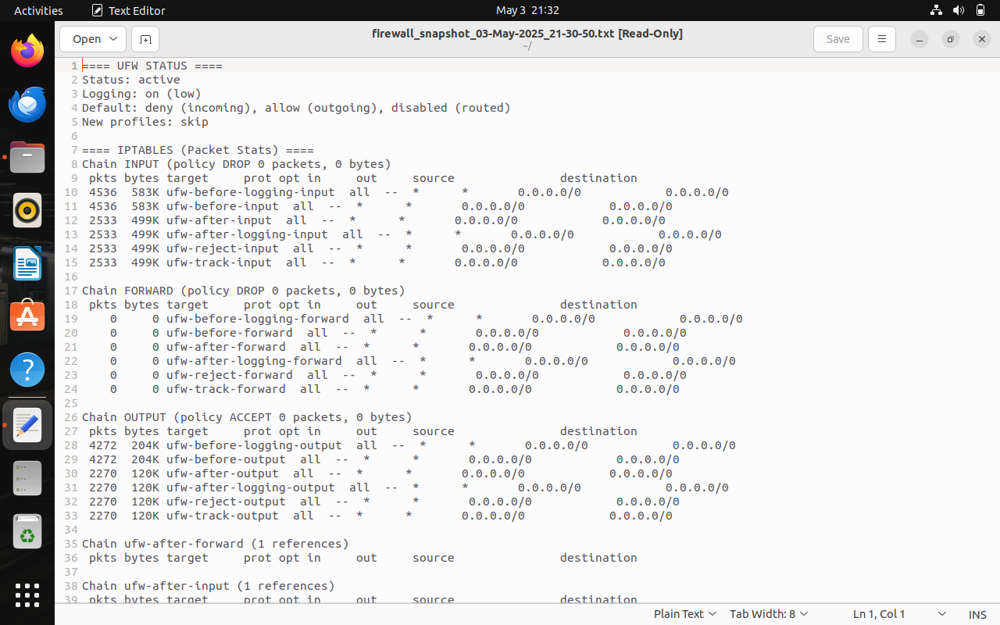 Activities Text Editor May 3 21:32
Open firewall_snapshot_03-May-2025_21-30-50.txt [Read-Only] Save
~/
1 ==== UFW STATUS ====
2 Status: active
3 Logging: on (low)
4 Default: deny (incoming), allow (outgoing), disabled (routed)
5 New profiles: skip
6
7 ==== IPTABLES (Packet Stats) ====
8 Chain INPUT (policy DROP 0 packets, 0 bytes)
9 pkts bytes target     prot opt in     out     source               destination
10 4536  583K ufw-before-logging-input  all  --  *      *       0.0.0.0/0            0.0.0.0/0
11 4536  583K ufw-before-input  all  --  *      *       0.0.0.0/0            0.0.0.0/0
12 2533  499K ufw-after-input  all  --  *      *       0.0.0.0/0            0.0.0.0/0
13 2533  499K ufw-after-logging-input  all  --  *      *       0.0.0.0/0            0.0.0.0/0
14 2533  499K ufw-reject-input  all  --  *      *       0.0.0.0/0            0.0.0.0/0
15 2533  499K ufw-track-input  all  --  *      *       0.0.0.0/0            0.0.0.0/0
16
17 Chain FORWARD (policy DROP 0 packets, 0 bytes)
18 pkts bytes target     prot opt in     out     source               destination
19    0     0 ufw-before-logging-forward  all  --  *      *       0.0.0.0/0            0.0.0.0/0
20    0     0 ufw-before-forward  all  --  *      *       0.0.0.0/0            0.0.0.0/0
21    0     0 ufw-after-forward  all  --  *      *       0.0.0.0/0            0.0.0.0/0
22    0     0 ufw-after-logging-forward  all  --  *      *       0.0.0.0/0            0.0.0.0/0
23    0     0 ufw-reject-forward  all  --  *      *       0.0.0.0/0            0.0.0.0/0
24    0     0 ufw-track-forward  all  --  *      *       0.0.0.0/0            0.0.0.0/0
25
26 Chain OUTPUT (policy ACCEPT 0 packets, 0 bytes)
27 pkts bytes target     prot opt in     out     source               destination
28 4272  204K ufw-before-logging-output  all  --  *      *       0.0.0.0/0            0.0.0.0/0
29 4272  204K ufw-before-output  all  --  *      *       0.0.0.0/0            0.0.0.0/0
30 2270  120K ufw-after-output  all  --  *      *       0.0.0.0/0            0.0.0.0/0
31 2270  120K ufw-after-logging-output  all  --  *      *       0.0.0.0/0            0.0.0.0/0
32 2270  120K ufw-reject-output  all  --  *      *       0.0.0.0/0            0.0.0.0/0
33 2270  120K ufw-track-output  all  --  *      *       0.0.0.0/0            0.0.0.0/0
34
35 Chain ufw-after-forward (1 references)
36 pkts bytes target     prot opt in     out     source               destination
37
38 Chain ufw-after-input (1 references)
39 pkts bytes target     prot opt in     out     source               destination
Plain Text Tab Width: 8 Ln 1, Col 1 INS